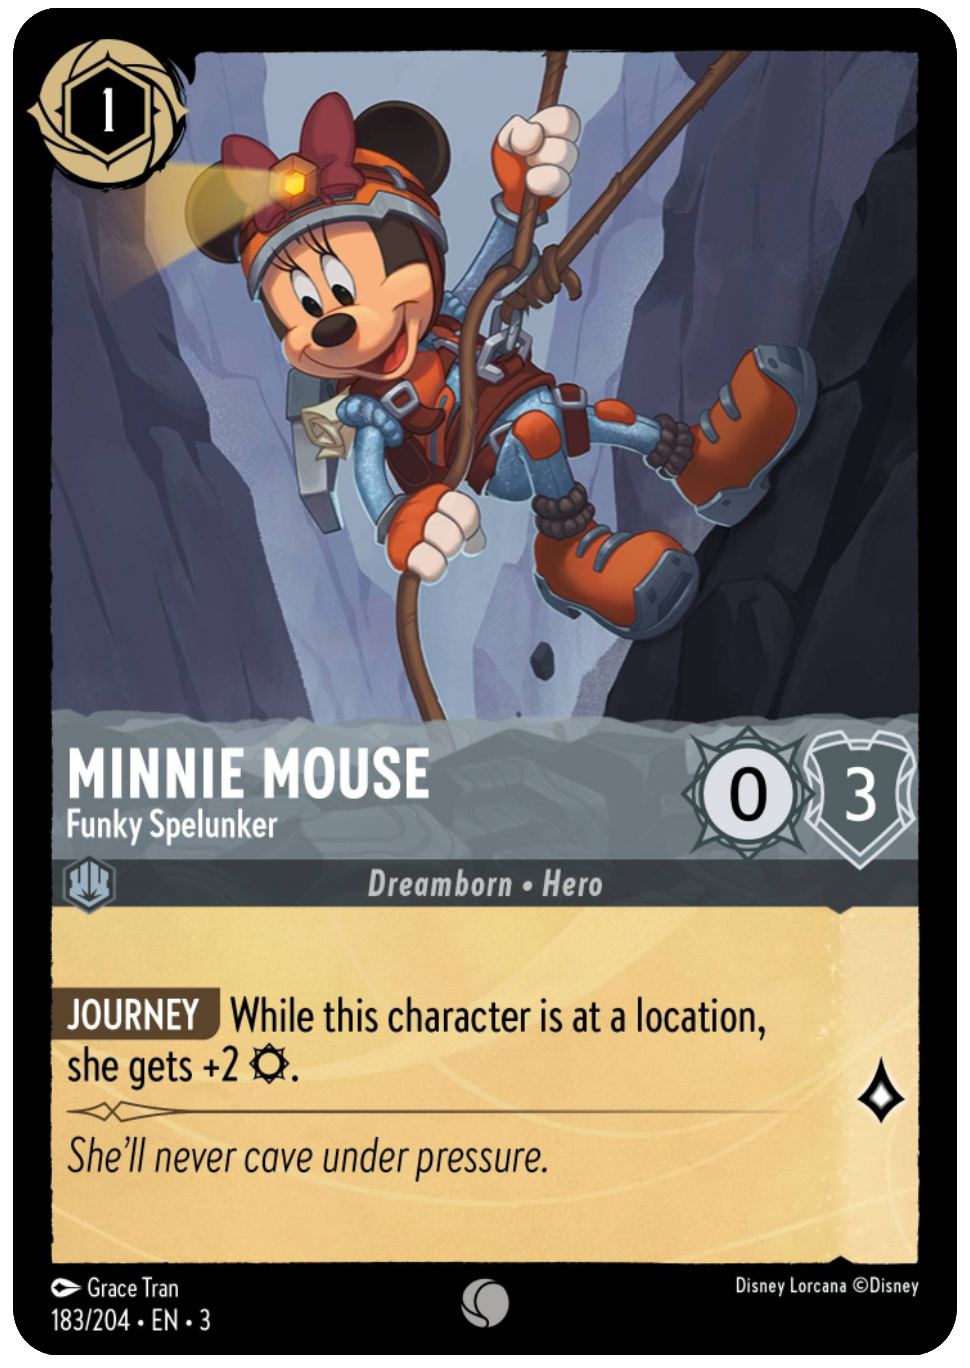 1
MINNIE MOUSE
Funky Spelunker
0
3
Dreamborn • Hero
JOURNEY While this character is at a location,
she gets +2 .
She'll never cave under pressure.
Grace Tran
Disney Lorcana ©Disney
183/204 • EN • 3